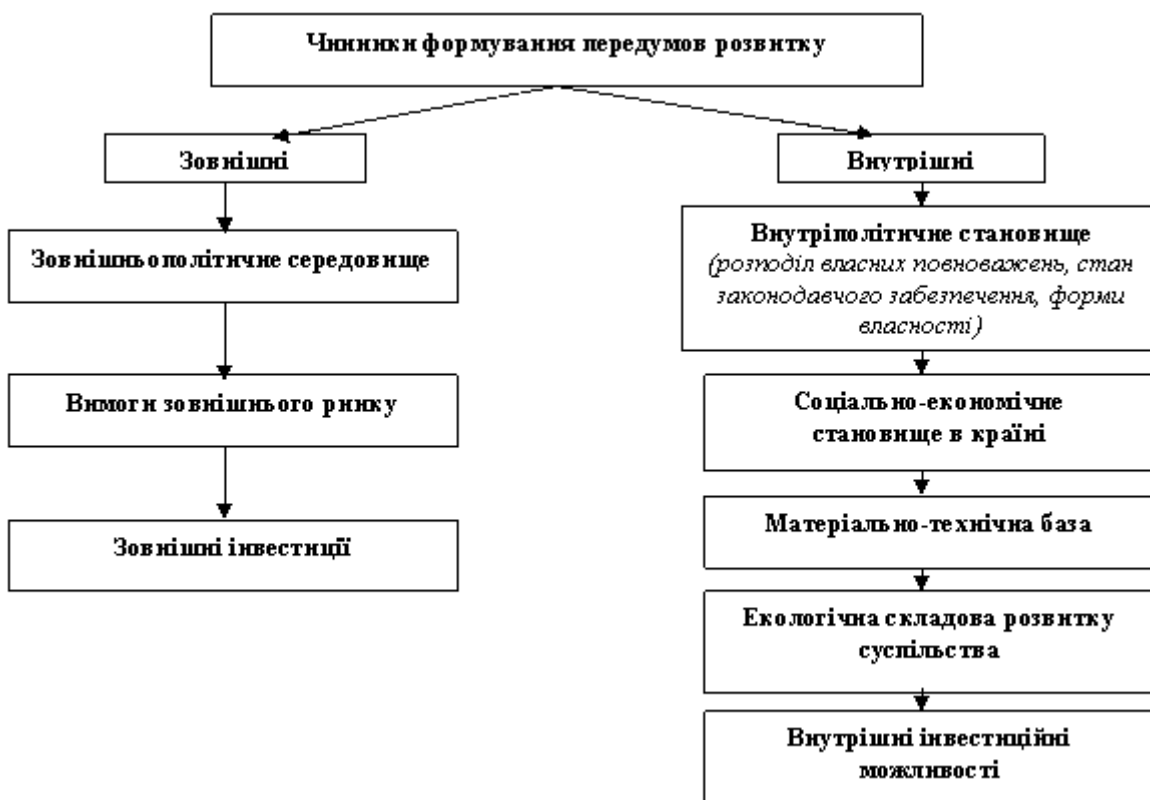 Чинники формування передумов розвитку
Зовнішні
Внутрішні
Зовнішньополітичне середовище
Вимоги зовнішнього ринку
Зовнішні інвестиції
Внутріполітичне становище
(розподіл власних повноважень, стан
законодавчого забезпечення, форми
власності)
Соціально-економічне
становище в країні
Матеріально-технічна база
Екологічна складова розвитку
суспільства
Внутрішні інвестиційні
можливості